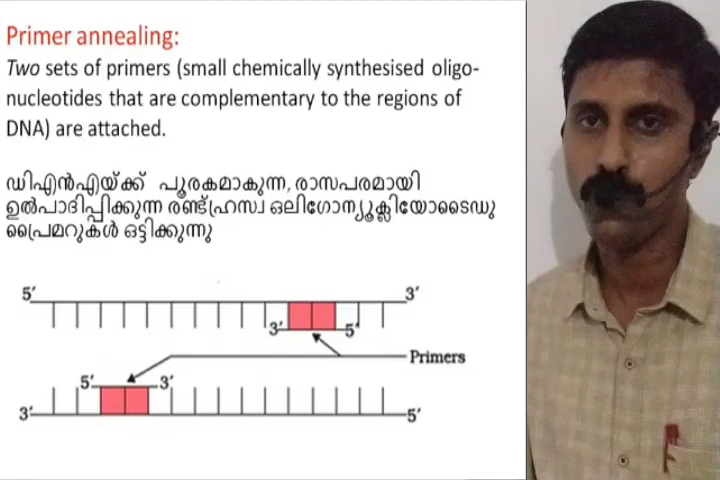 Primer annealing:
Two sets of primers (small chemically synthesised oligo-
nucleotides that are complementary to the regions of
DNA) are attached.
ഡിഎൻഎയ്ക്ക് പൂരകമാകുന്ന, രാസപരമായി
ഉൽപാദിപ്പിക്കുന്ന രണ്ട്ഹ്രസ്വ ഒലിഗോന്യൂക്ലിയോടൈഡു
പ്രൈമറുകൾ ഒട്ടിക്കുന്നു
5′ 3′
3′ 5′
Primers
5′ 3′
3′ 5′